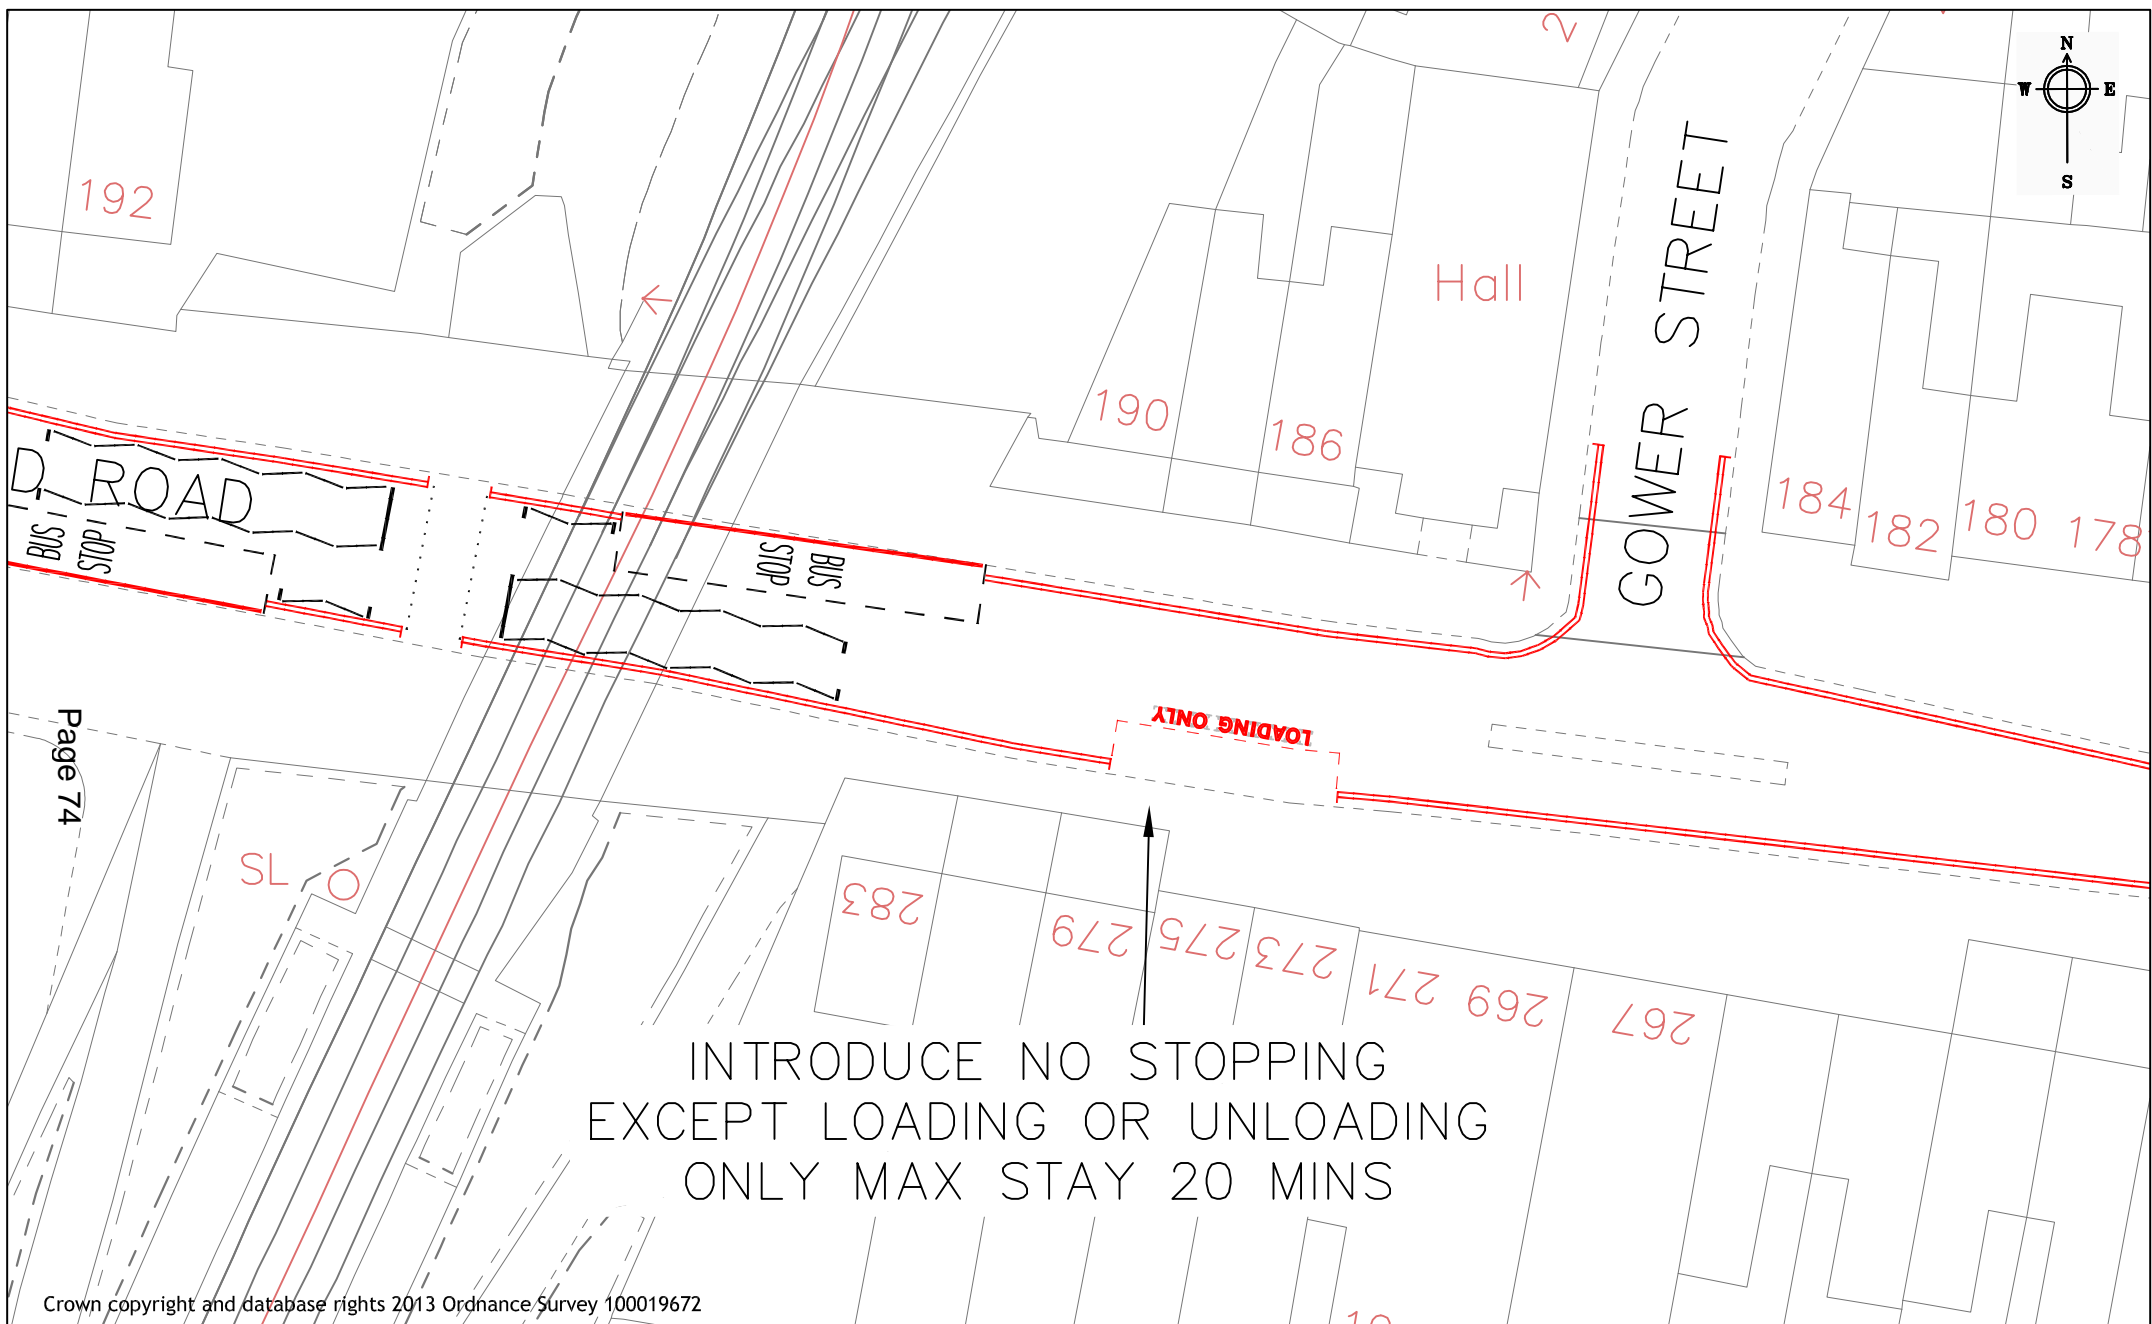 2
N
W E
S
192
GOWER STREET
Hall
190
186
184
182
180
178
D ROAD
BUS
STOP
BUS
STOP
LOADING ONLY
Page 74
SL
283
279
275
273
271
269
267
INTRODUCE NO STOPPING
EXCEPT LOADING OR UNLOADING
ONLY MAX STAY 20 MINS
Crown copyright and database rights 2013 Ordnance Survey 100019672